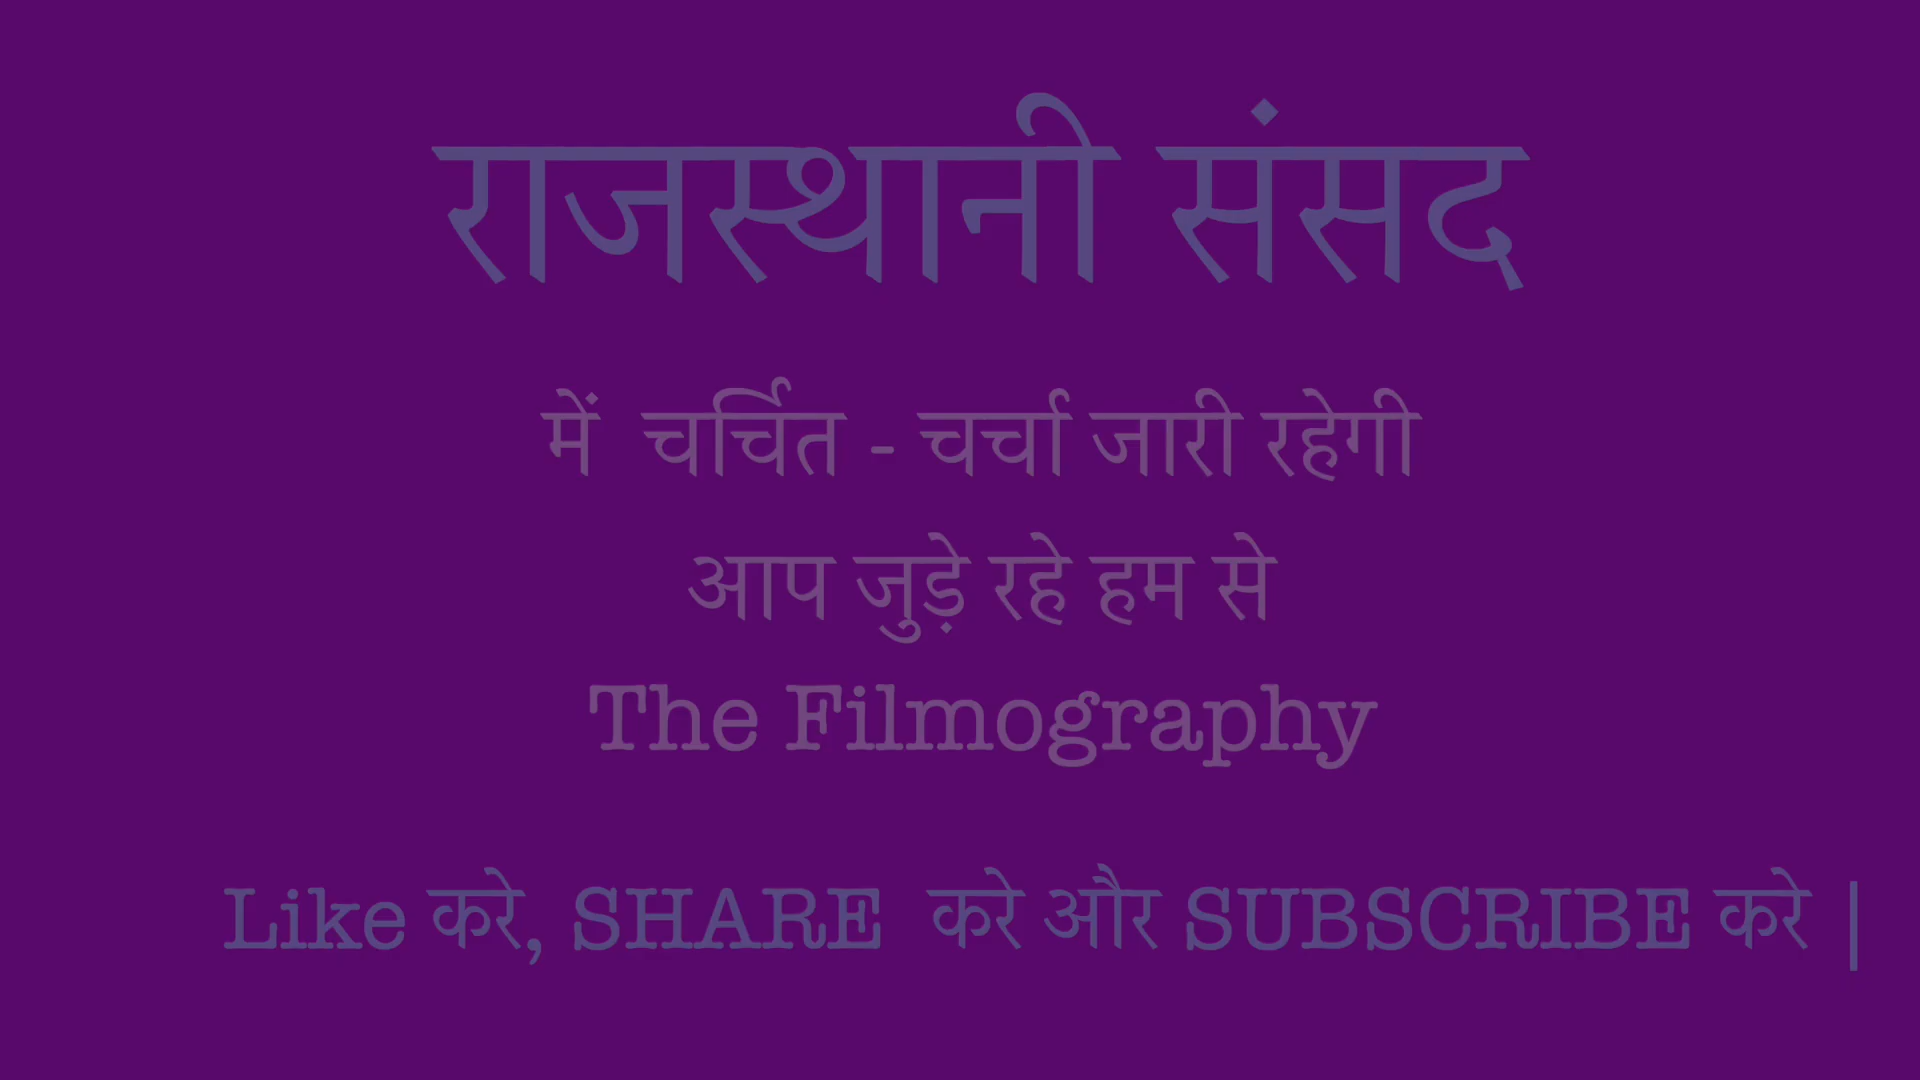 राजस्थानी संसद
में चर्चित - चर्चा जारी रहेगी
आप जुड़े रहे हम से
The Filmography
Like करे, SHARE करे और SUBSCRIBE करे |